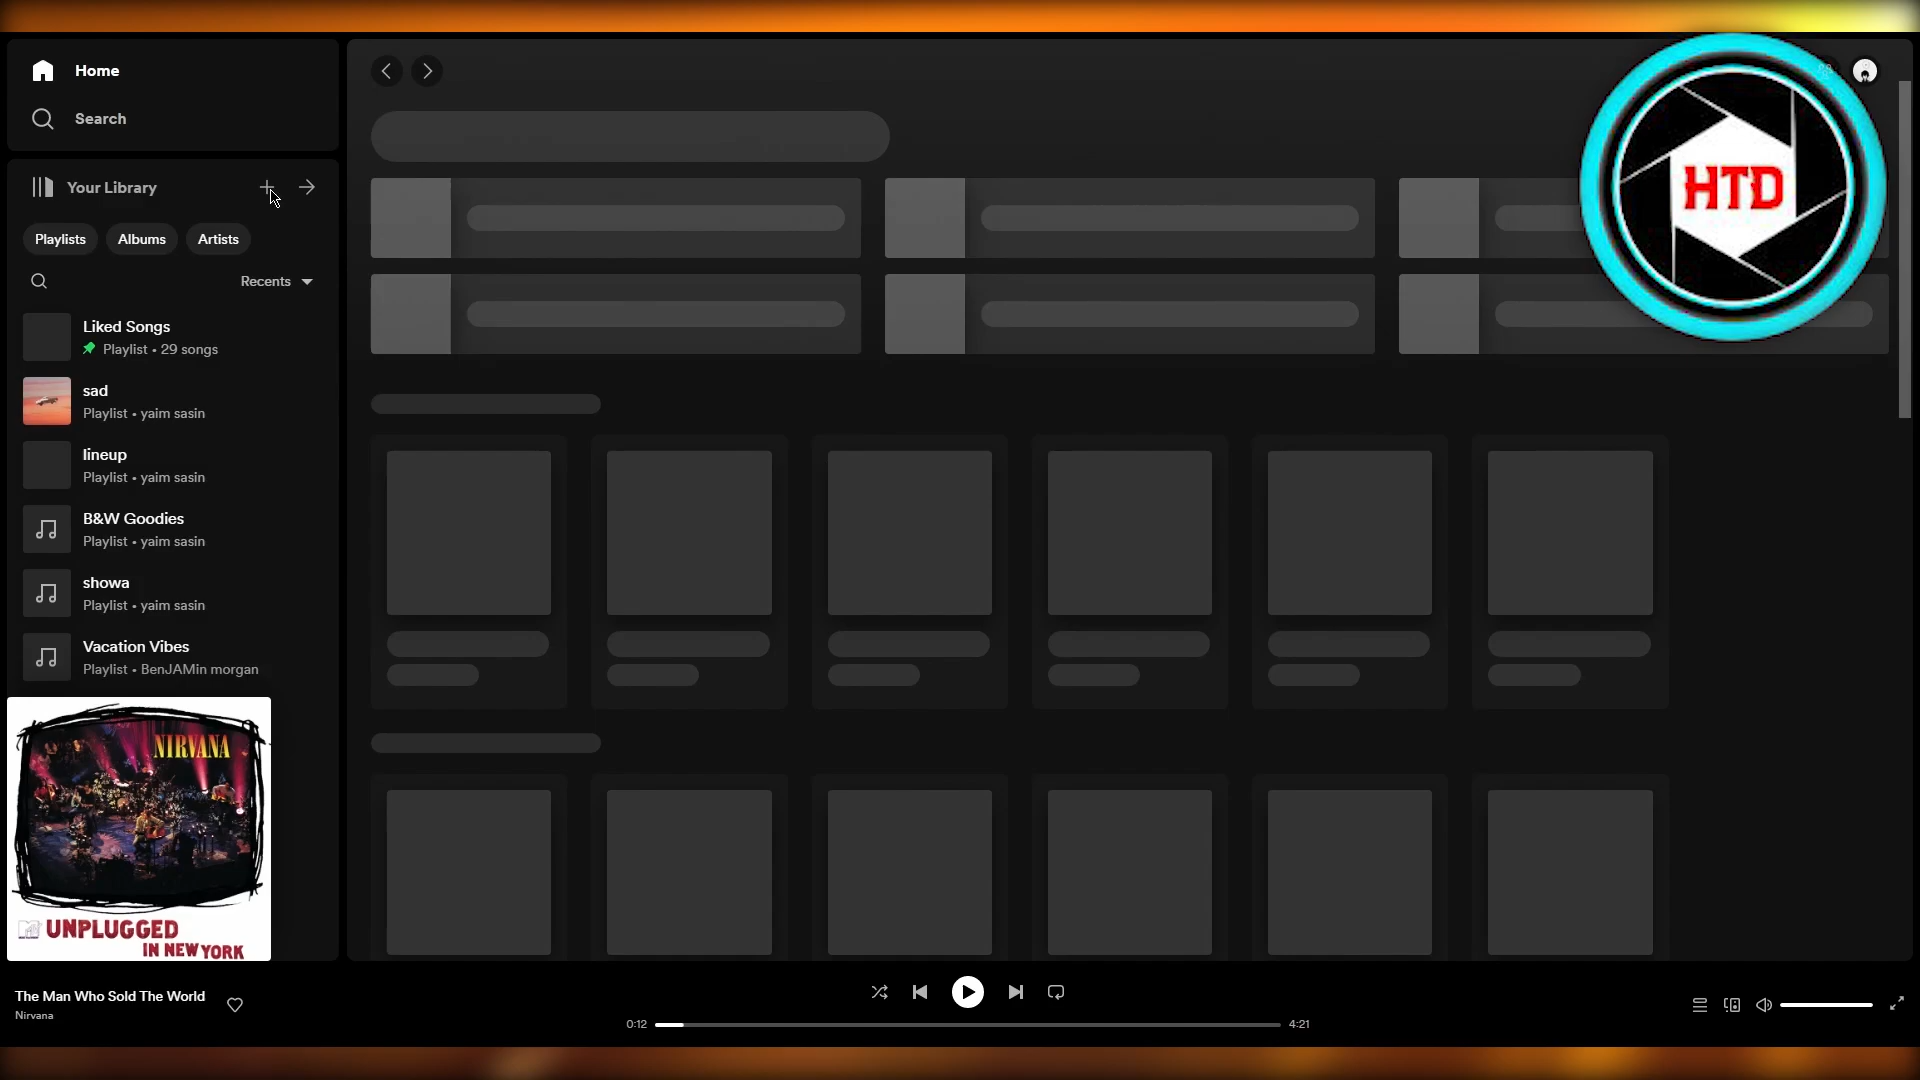 Home
Search
Your Library
Playlists
Albums
Artists
Recents
Liked Songs
Playlist • 29 songs
sad
Playlist • yaim sasin
lineup
Playlist • yaim sasin
B&W Goodies
Playlist • yaim sasin
showa
Playlist • yaim sasin
Vacation Vibes
Playlist • BenJAMin morgan
NIRVANA
UNPLUGGED
IN NEW YORK
The Man Who Sold The World
Nirvana
0:12
4:21
HTD